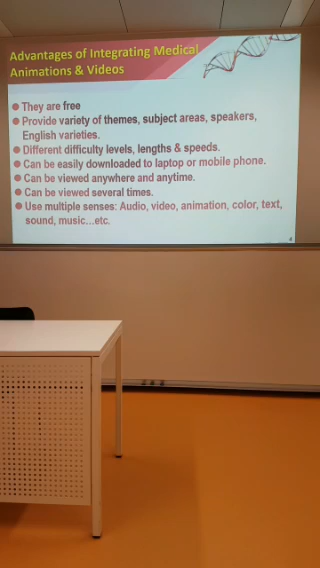 Advantages of Integrating Medical
Animations & Videos
● They are free
● Provide variety of themes, subject areas, speakers,
English varieties.
● Different difficulty levels, lengths & speeds.
● Can be easily downloaded to laptop or mobile phone.
● Can be viewed anywhere and anytime.
● Can be viewed several times.
● Use multiple senses: Audio, video, animation, color, text,
sound, music...etc.